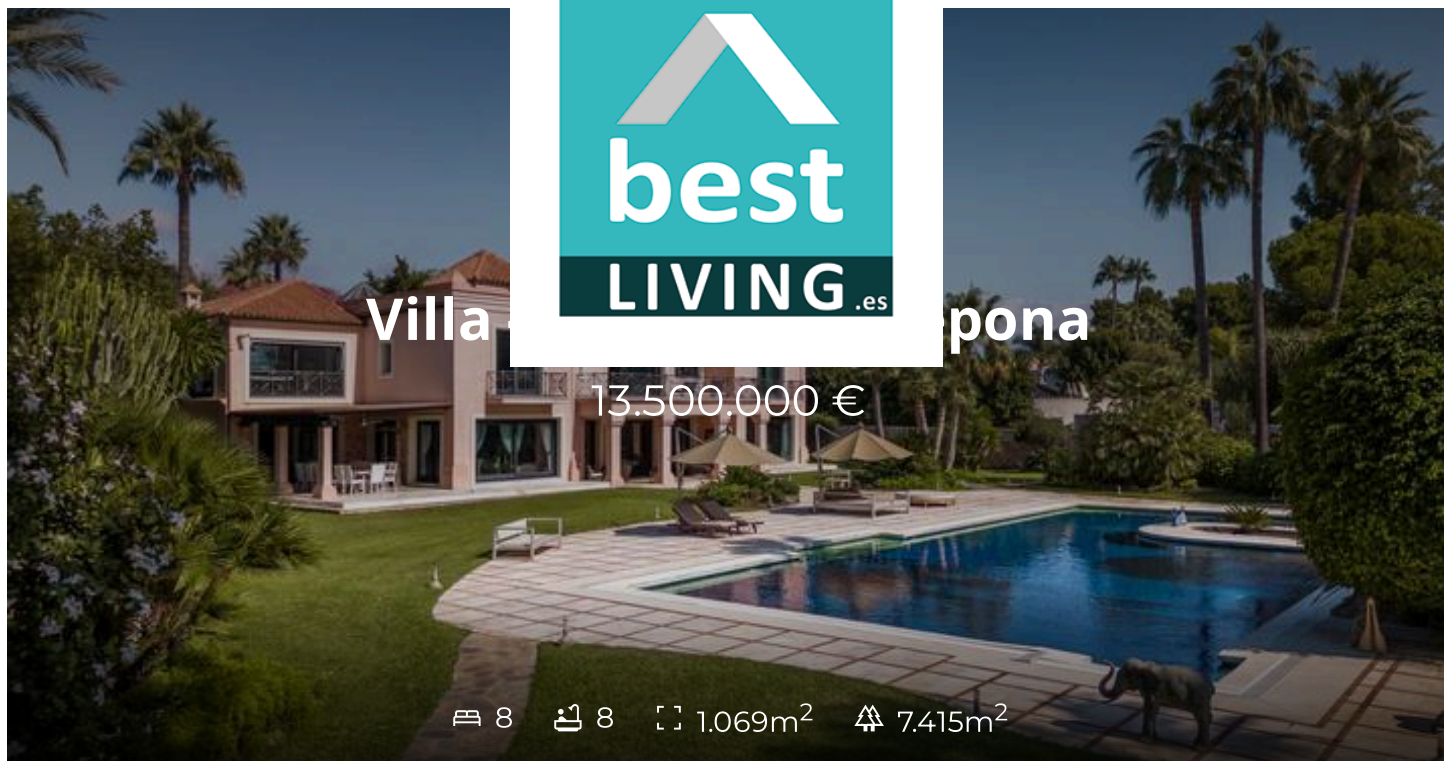 best
LIVING.es
Villa
pona
13.500.000 €
8 8 1.069m² 7.415m²